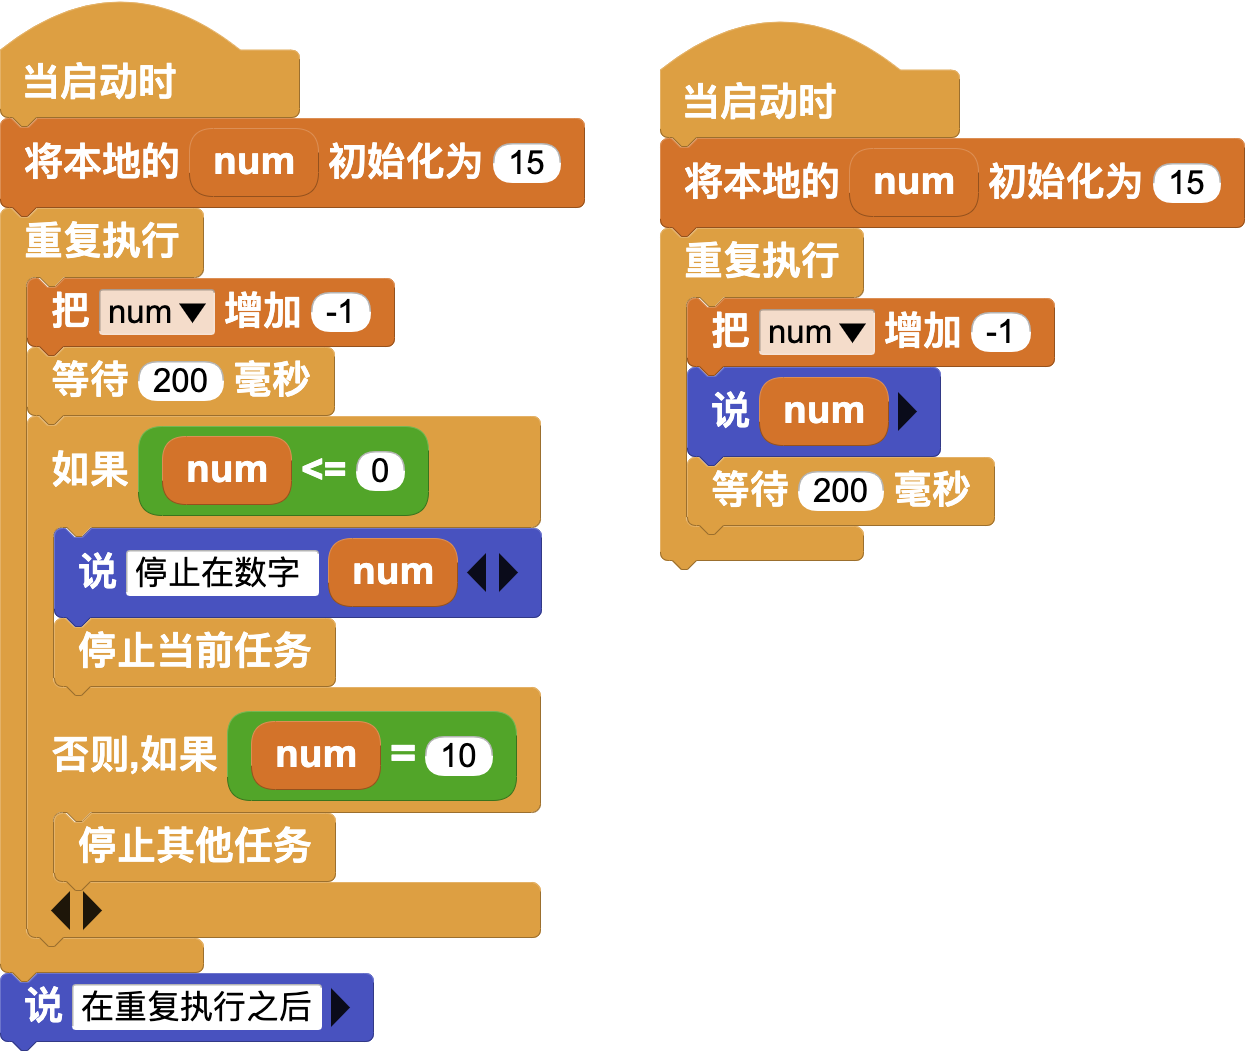 当启动时
将本地的 num 初始化为 15
重复执行
把 num 增加 -1
等待 200 毫秒
如果 num <= 0
说 停止在数字 num
停止当前任务
否则,如果 num = 10
停止其他任务
说 在重复执行之后
当启动时
将本地的 num 初始化为 15
重复执行
把 num 增加 -1
说 num
等待 200 毫秒